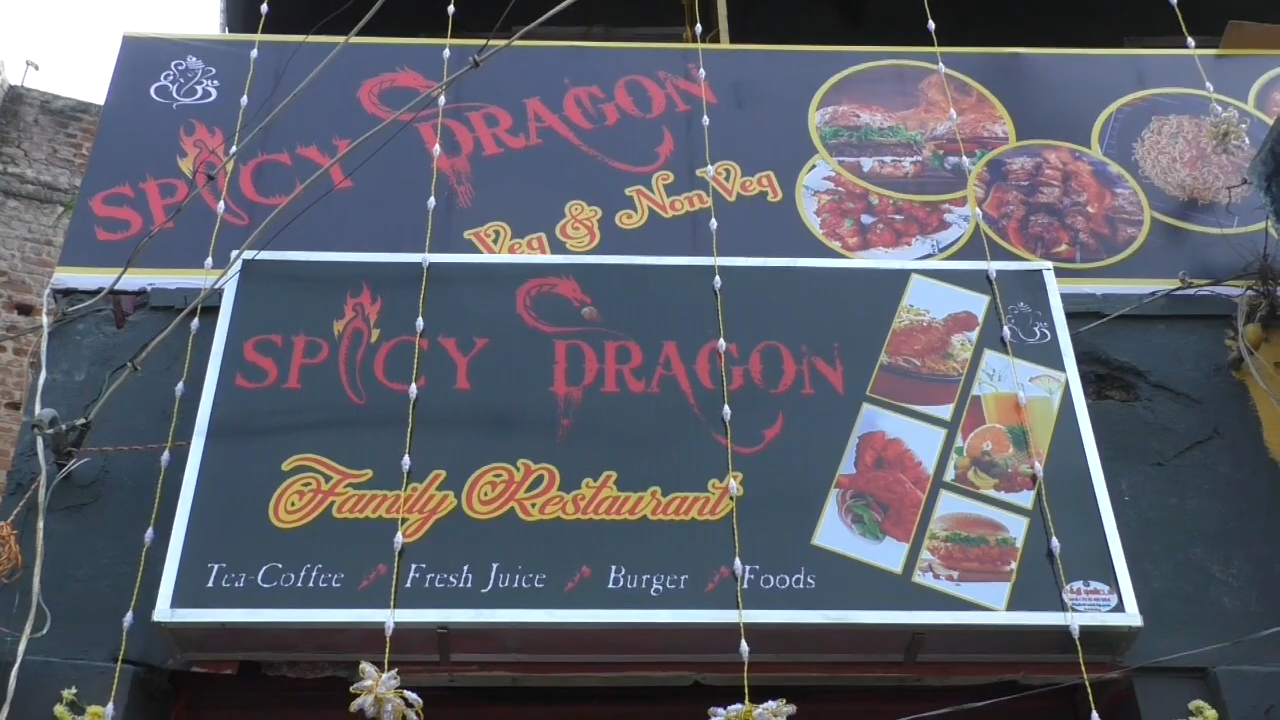 SPICY DRAGON
Veg & Non Veg
SPICY DRAGON
Family Restaurant
Tea-Coffee Fresh Juice Burger Foods